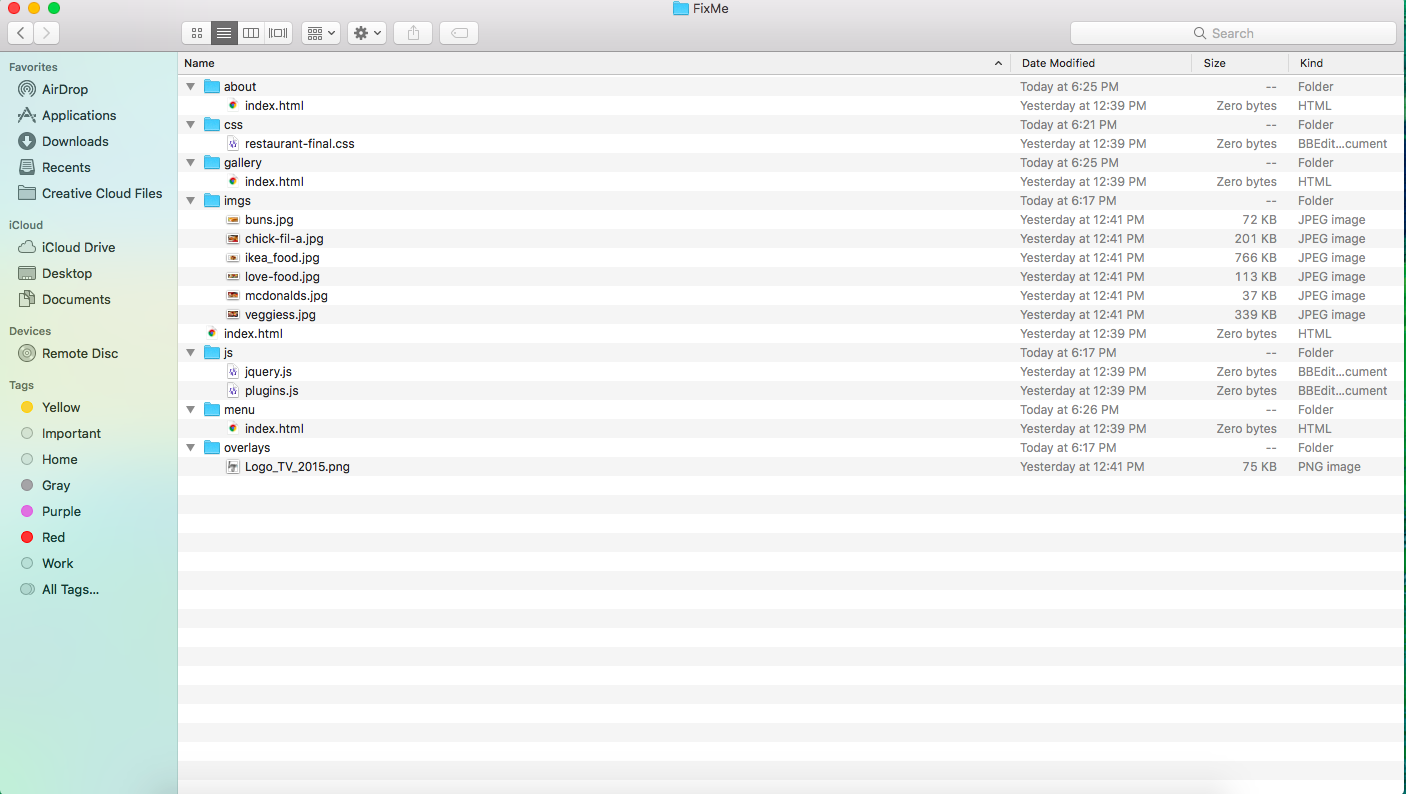 FixMe
Search
Favorites
AirDrop
Applications
Downloads
Recents
Creative Cloud Files
iCloud
iCloud Drive
Desktop
Documents
Devices
Remote Disc
Tags
Yellow
Important
Home
Gray
Purple
Red
Work
All Tags...
Name Date Modified Size Kind
about Today at 6:25 PM -- Folder
index.html Yesterday at 12:39 PM Zero bytes HTML
css Today at 6:21 PM -- Folder
restaurant-final.css Yesterday at 12:39 PM Zero bytes BBEdit...cument
gallery Today at 6:25 PM -- Folder
index.html Yesterday at 12:39 PM Zero bytes HTML
imgs Today at 6:17 PM -- Folder
buns.jpg Yesterday at 12:41 PM 72 KB JPEG image
chick-fil-a.jpg Yesterday at 12:41 PM 201 KB JPEG image
ikea_food.jpg Yesterday at 12:41 PM 766 KB JPEG image
love-food.jpg Yesterday at 12:41 PM 113 KB JPEG image
mcdonalds.jpg Yesterday at 12:41 PM 37 KB JPEG image
veggiess.jpg Yesterday at 12:41 PM 339 KB JPEG image
index.html Yesterday at 12:39 PM Zero bytes HTML
js Today at 6:17 PM -- Folder
jquery.js Yesterday at 12:39 PM Zero bytes BBEdit...cument
plugins.js Yesterday at 12:39 PM Zero bytes BBEdit...cument
menu Today at 6:26 PM -- Folder
index.html Yesterday at 12:39 PM Zero bytes HTML
overlays Today at 6:17 PM -- Folder
Logo_TV_2015.png Yesterday at 12:41 PM 75 KB PNG image